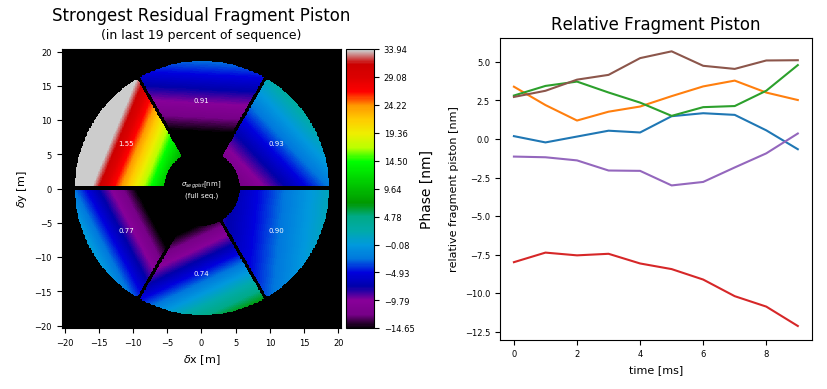 Strongest Residual Fragment Piston
(in last 19 percent of sequence)
20
15
10
5
0
−5
−10
−15
−20
δy [m]
−20 −15 −10 −5 0 5 10 15 20
δx [m]
0.91
1.55
0.93
σsegpist[nm]
(full seq.)
0.77
0.90
0.74
33.94
29.08
24.22
19.36
14.50
9.64
4.78
−0.08
−4.93
−9.79
−14.65
Phase [nm]
Relative Fragment Piston
5.0
2.5
0.0
−2.5
−5.0
−7.5
−10.0
−12.5
relative fragment piston [nm]
0 2 4 6 8
time [ms]